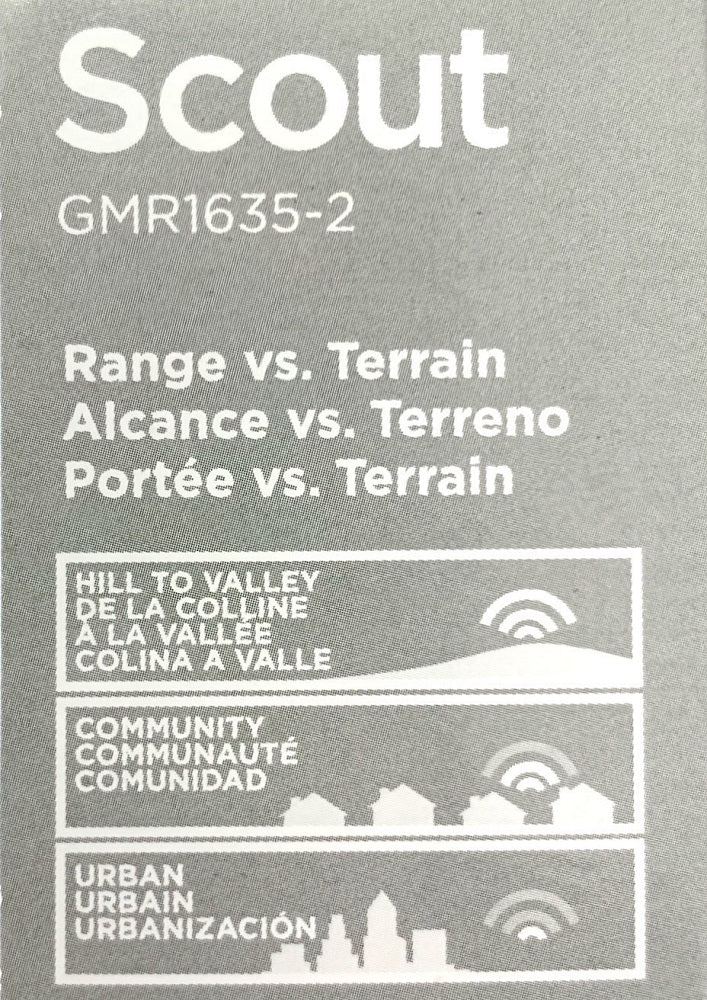 Scout
GMR1635-2
Range vs. Terrain
Alcance vs. Terreno
Portée vs. Terrain
HILL TO VALLEY
DE LA COLLINE
À LA VALLÉE
COLINA A VALLE
COMMUNITY
COMMUNAUTÉ
COMUNIDAD
URBAN
URBAIN
URBANIZACIÓN